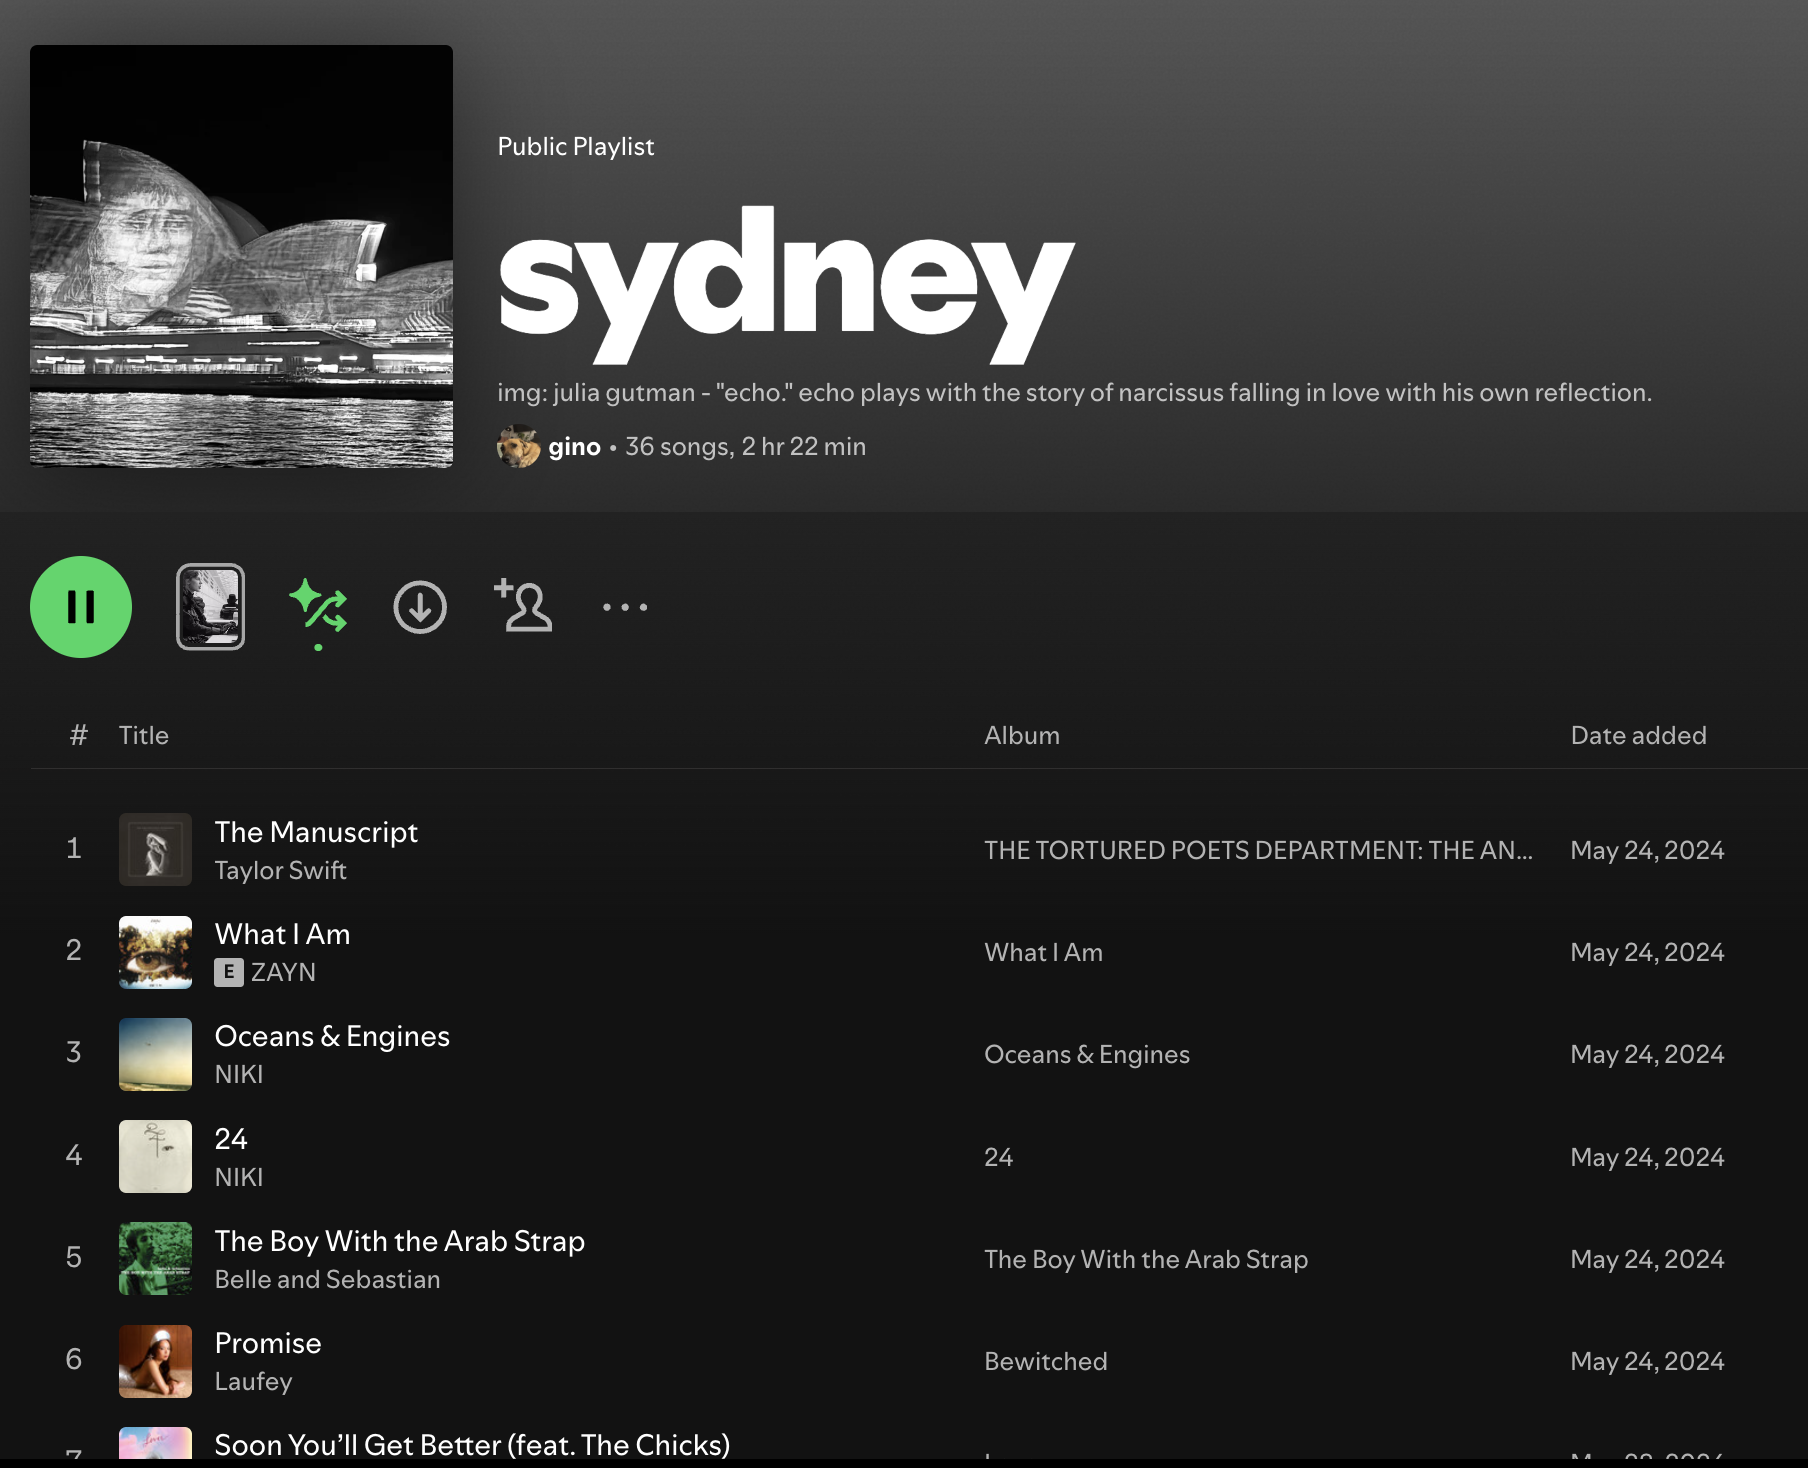 Public Playlist
sydney
img: julia gutman - "echo." echo plays with the story of narcissus falling in love with his own reflection.
gino • 36 songs, 2 hr 22 min
# Title Album Date added
1 The Manuscript THE TORTURED POETS DEPARTMENT: THE AN... May 24, 2024
Taylor Swift
2 What I Am What I Am May 24, 2024
E ZAYN
3 Oceans & Engines Oceans & Engines May 24, 2024
NIKI
4 24 24 May 24, 2024
NIKI
5 The Boy With the Arab Strap The Boy With the Arab Strap May 24, 2024
Belle and Sebastian
6 Promise Bewitched May 24, 2024
Laufey
7 Soon You’ll Get Better (feat. The Chicks)